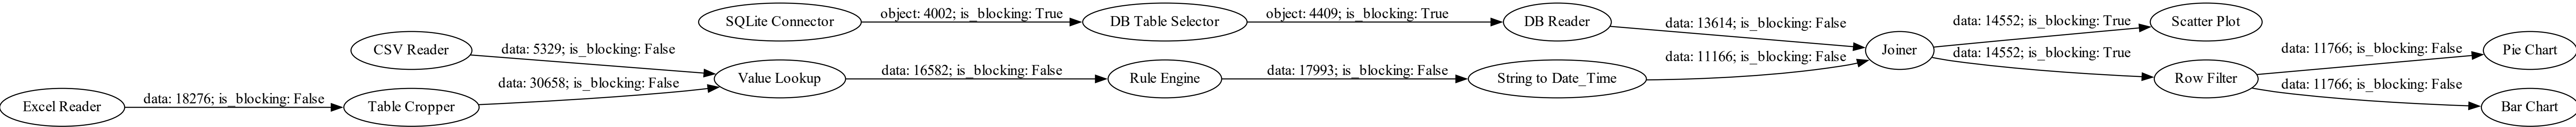 SQLite Connector
object: 4002; is_blocking: True
DB Table Selector
object: 4409; is_blocking: True
DB Reader
data: 13614; is_blocking: False
CSV Reader
data: 5329; is_blocking: False
Excel Reader
data: 18276; is_blocking: False
Table Cropper
data: 30658; is_blocking: False
Value Lookup
data: 16582; is_blocking: False
Rule Engine
data: 17993; is_blocking: False
String to Date_Time
data: 11166; is_blocking: False
Joiner
data: 14552; is_blocking: True
Scatter Plot
data: 14552; is_blocking: True
Row Filter
data: 11766; is_blocking: False
Pie Chart
data: 11766; is_blocking: False
Bar Chart